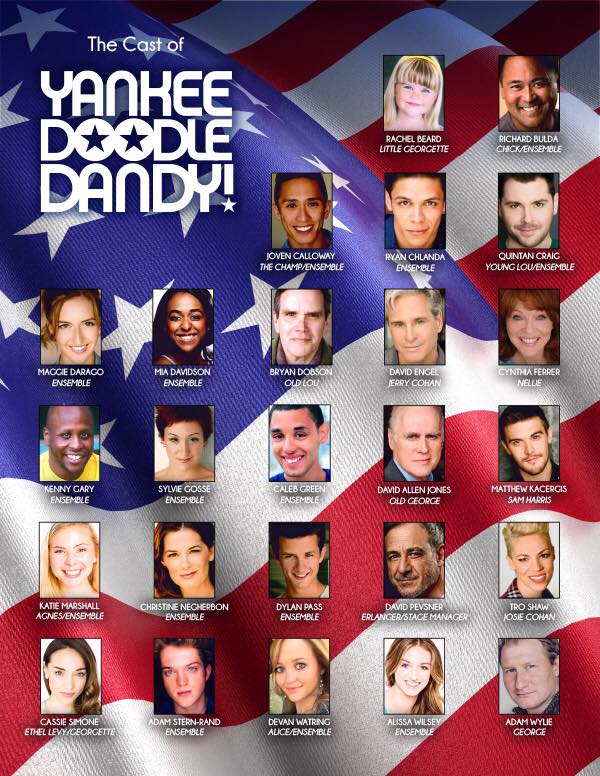 The Cast of
YANKEE
DOODLE
DANDY!
RACHEL BEARD
LITTLE GEORGETTE
RICHARD BULDA
CHICK/ENSEMBLE
JOVEN CALLOWAY
THE CHAMP/ENSEMBLE
RYAN CHLANDA
ENSEMBLE
QUINTAN CRAIG
YOUNG LOU/ENSEMBLE
MAGGIE DARAGO
ENSEMBLE
MIA DAVIDSON
ENSEMBLE
BRYAN DOBSON
OLD LOU
DAVID ENGEL
JERRY COHAN
CYNTHIA FERRER
NELLIE
KENNY GARY
ENSEMBLE
SYLVIE GOSSE
ENSEMBLE
CALEB GREEN
ENSEMBLE
DAVID ALLEN JONES
OLD GEORGE
MATTHEW KACERGIS
SAM HARRIS
KATIE MARSHALL
AGNES/ENSEMBLE
CHRISTINE NEGHERBON
ENSEMBLE
DYLAN PASS
ENSEMBLE
DAVID PEVSNER
ERLANGER/STAGE MANAGER
TRO SHAW
JOSIE COHAN
CASSIE SIMONE
ETHEL LEVY/GEORGETTE
ADAM STERN-RAND
ENSEMBLE
DEVAN WATRING
ALICE/ENSEMBLE
ALISSA WILSEY
ENSEMBLE
ADAM WYLIE
GEORGE